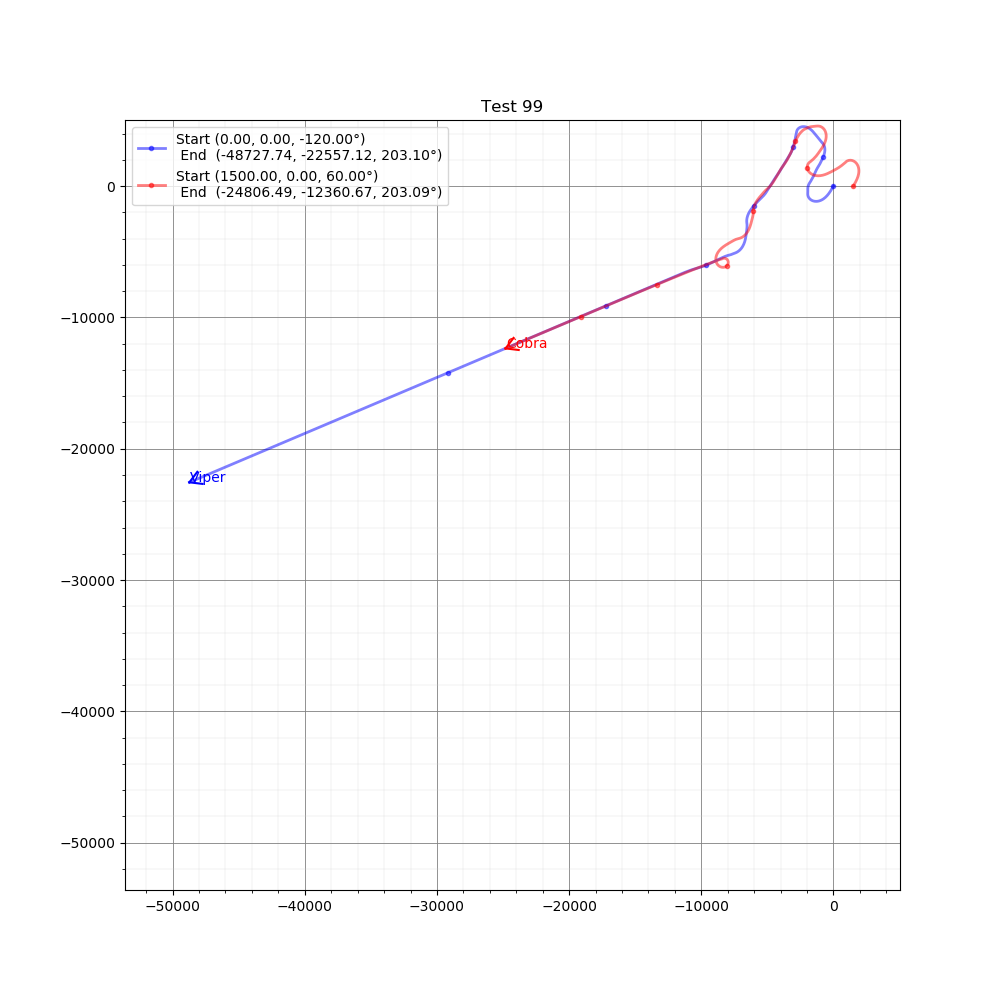 Test 99
Start (0.00, 0.00, -120.00°)
End (-48727.74, -22557.12, 203.10°)
Start (1500.00, 0.00, 60.00°)
End (-24806.49, -12360.67, 203.09°)
0
−10000
Cobra
−20000
Viper
−30000
−40000
−50000
−50000 −40000 −30000 −20000 −10000 0